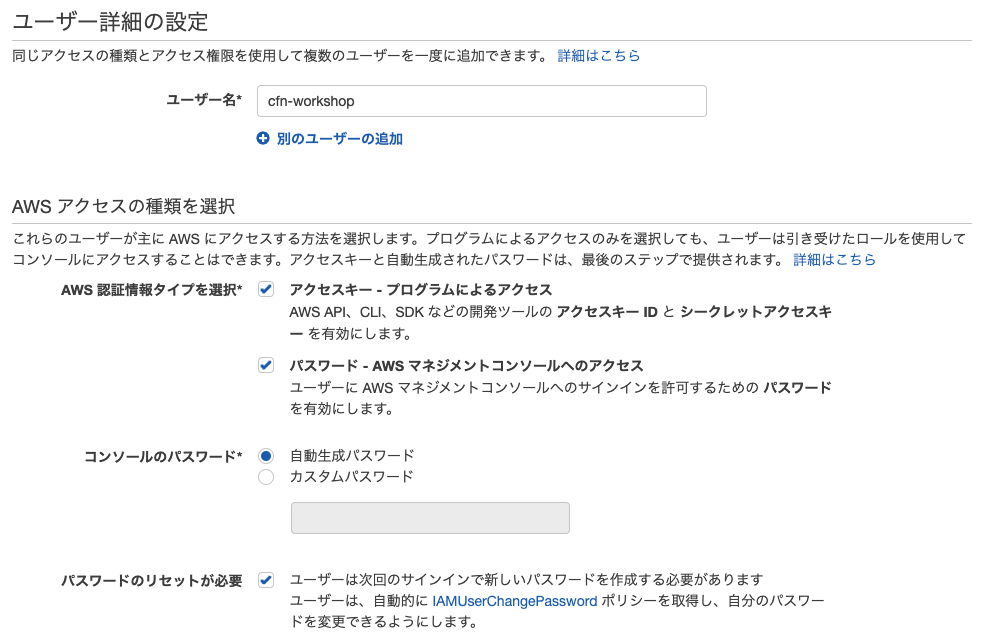 ユーザー詳細の設定
同じアクセスの種類とアクセス権限を使用して複数のユーザーを一度に追加できます。 詳細はこちら
ユーザー名* cfn-workshop
別のユーザーの追加
AWS アクセスの種類を選択
これらのユーザーが主に AWS にアクセスする方法を選択します。プログラムによるアクセスのみを選択しても、ユーザーは引き受けたロールを使用して
コンソールにアクセスすることはできます。アクセスキーと自動生成されたパスワードは、最後のステップで提供されます。 詳細はこちら
AWS 認証情報タイプを選択* アクセスキー - プログラムによるアクセス
AWS API、CLI、SDK などの開発ツールの アクセスキー ID と シークレットアクセスキ
ー を有効にします。
パスワード - AWS マネジメントコンソールへのアクセス
ユーザーに AWS マネジメントコンソールへのサインインを許可するための パスワード
を有効にします。
コンソールのパスワード* 自動生成パスワード
カスタムパスワード
パスワードのリセットが必要 ユーザーは次回のサインインで新しいパスワードを作成する必要があります
ユーザーは、自動的に IAMUserChangePassword ポリシーを取得し、自分のパスワー
ドを変更できるようにします。